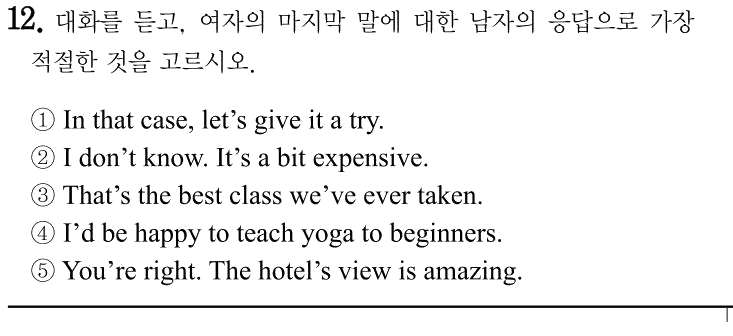 12. 대화를 듣고, 여자의 마지막 말에 대한 남자의 응답으로 가장
적절한 것을 고르시오.
① In that case, let's give it a try.
② I don't know. It's a bit expensive.
③ That's the best class we've ever taken.
④ I'd be happy to teach yoga to beginners.
⑤ You're right. The hotel's view is amazing.